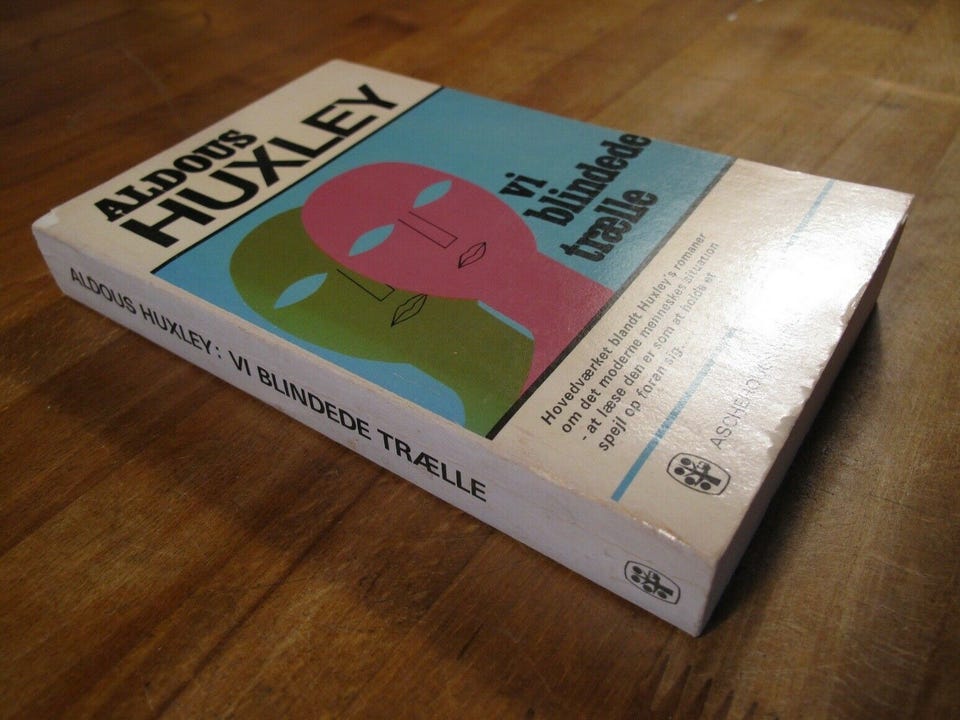 ALDOUS
HUXLEY
vi
blindede
trælle
Hovedværket blandt Huxley's romaner
om det moderne menneskes situation
- at læse den er som at holde et
spejl op foran sig.
ALDOUS HUXLEY: VI BLINDEDE TRÆLLE